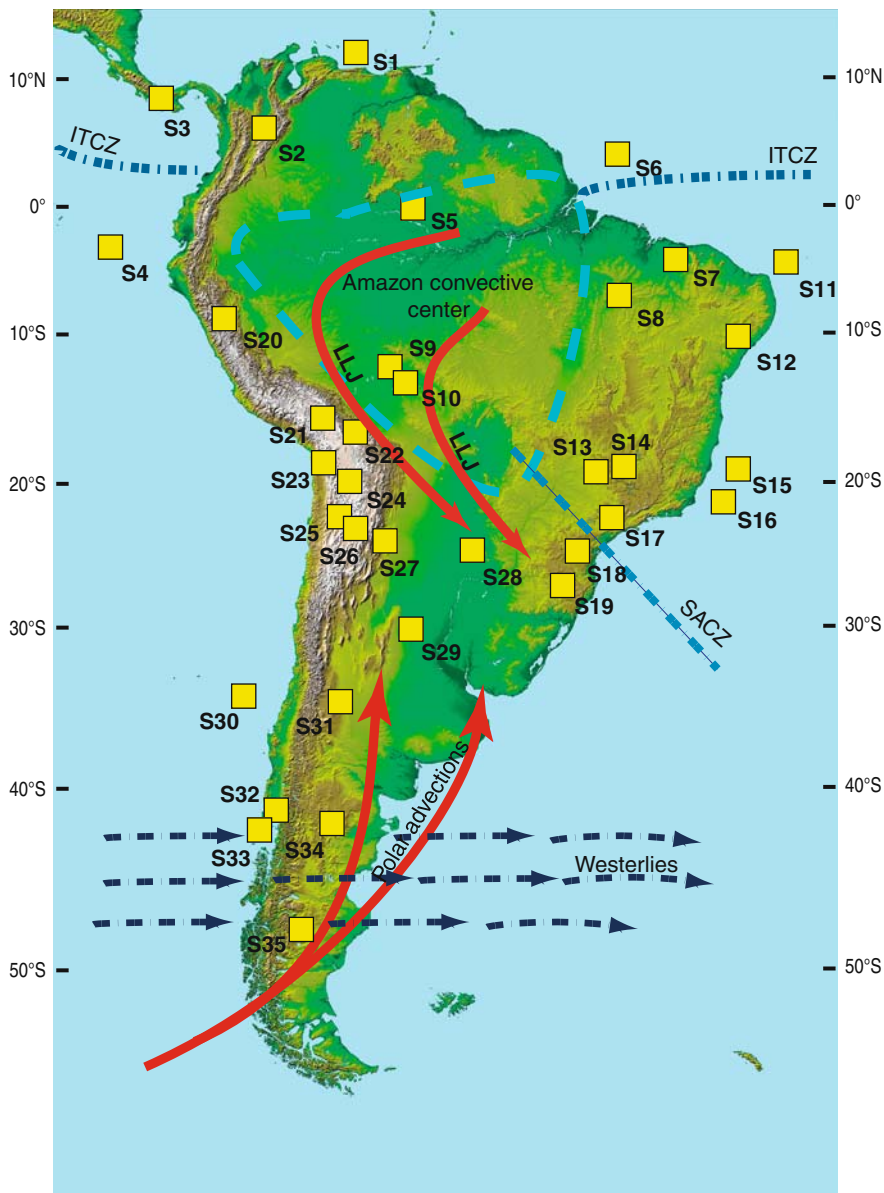 S1
10°N
10°N
S3
S2
ITCZ
S6
ITCZ
0°
0°
S5
S4
S7
S11
Amazon convective
center
S8
10°S
10°S
S20
S12
LLJ
S9
S10
S21
S22
LLJ
S13
S14
S23
S15
20°S
20°S
S24
S16
S25
S26
S27
S28
S17
S18
S19
SACZ
30°S
30°S
S29
S30
S31
40°S
40°S
S32
S33
S34
Polar advections
Westerlies
S35
50°S
50°S